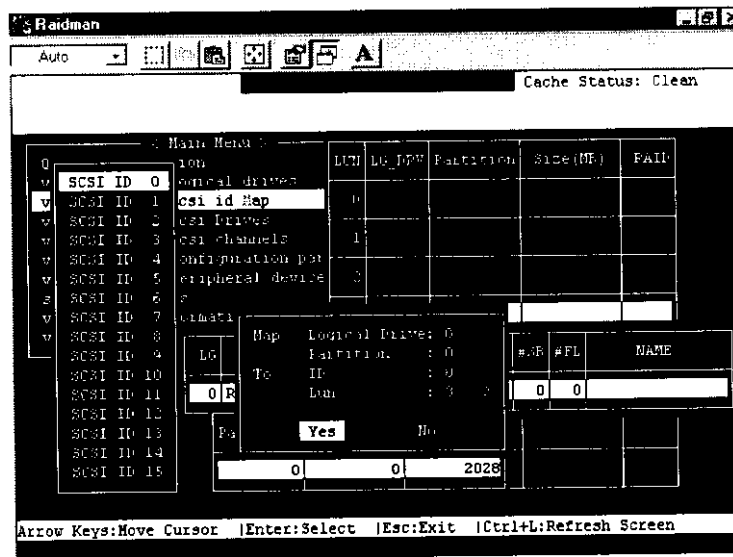 Raidman
Auto
A
Cache Status: Clean
< Main Menu >
Q ion
v ogical drives
v csi id Map
v csi Drives
v csi channels
v onfiguration par
v eripheral device
s s
v ormati
v
SCSI ID 0
SCSI ID 1
SCSI ID 2
SCSI ID 3
SCSI ID 4
SCSI ID 5
SCSI ID 6
SCSI ID 7
SCSI ID 8
SCSI ID 9
SCSI ID 10
SCSI ID 11
SCSI ID 12
SCSI ID 13
SCSI ID 14
SCSI ID 15
LUN LG_DRV Partition Size(MB) RAID
0
1
LG #SB #FL NAME
0 R 0 0
Map Logical Drive: 0
Partition : 0
To ID : 0
Lun :
Yes No
Pa
0 0 2028
Arrow Keys:Move Cursor |Enter:Select |Esc:Exit |Ctrl+L:Refresh Screen